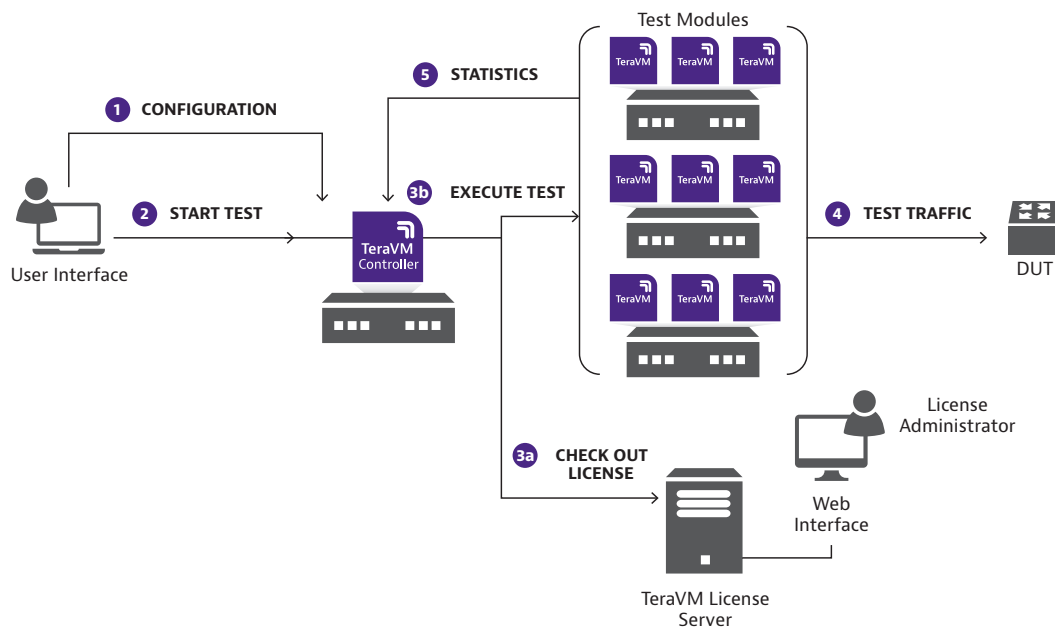 Test Modules
TeraVM TeraVM TeraVM
5 STATISTICS
1 CONFIGURATION
TeraVM TeraVM TeraVM
3b EXECUTE TEST
2 START TEST
4 TEST TRAFFIC
TeraVM
Controller
User Interface
DUT
TeraVM TeraVM TeraVM
License
Administrator
3a CHECK OUT
LICENSE
Web
Interface
TeraVM License
Server